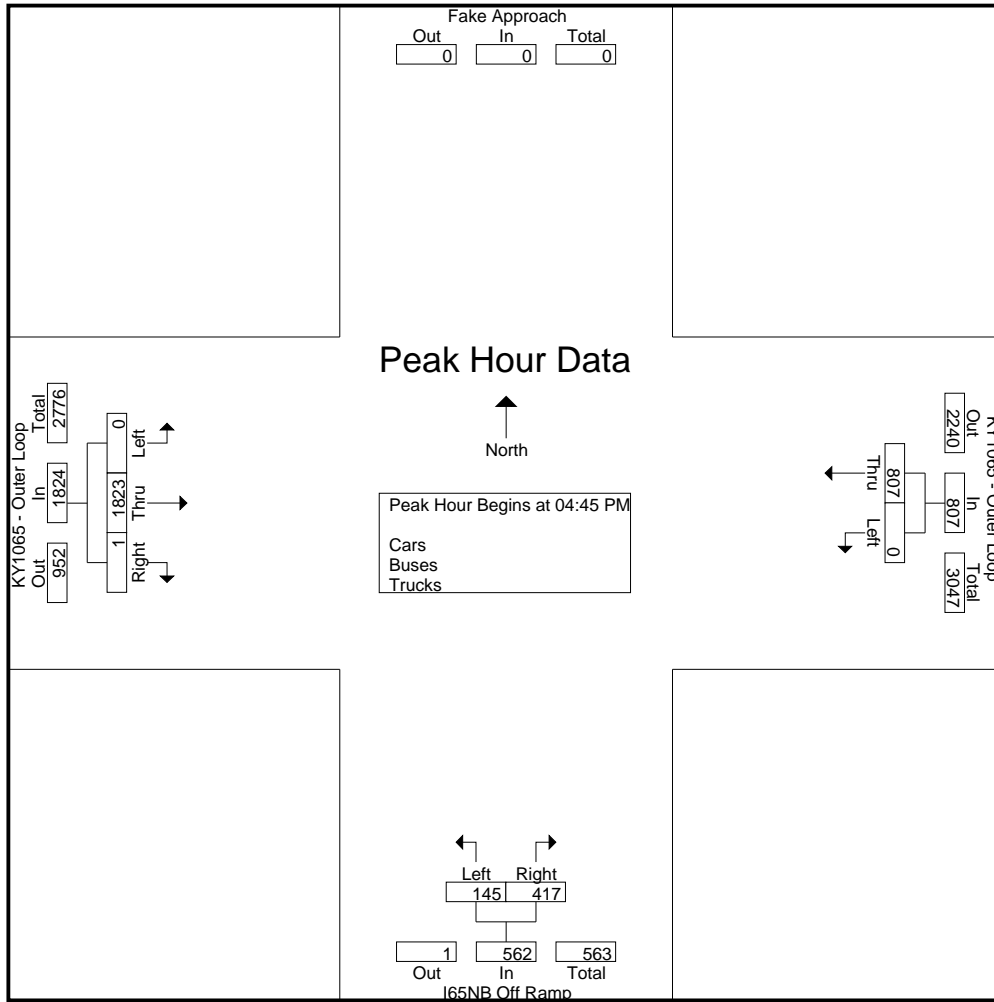 Fake Approach
Out In Total
0 0 0
Peak Hour Data
North
Peak Hour Begins at 04:45 PM
Cars
Buses
Trucks
KY1065 - Outer Loop
Out In Total
952 1824 2776
1 1823 0
Right Thru Left
KY1065 - Outer Loop
Out In Total
2240 807 3047
807 0
Thru Left
Left Right
145 417
1 562 563
Out In Total
I65NB Off Ramp